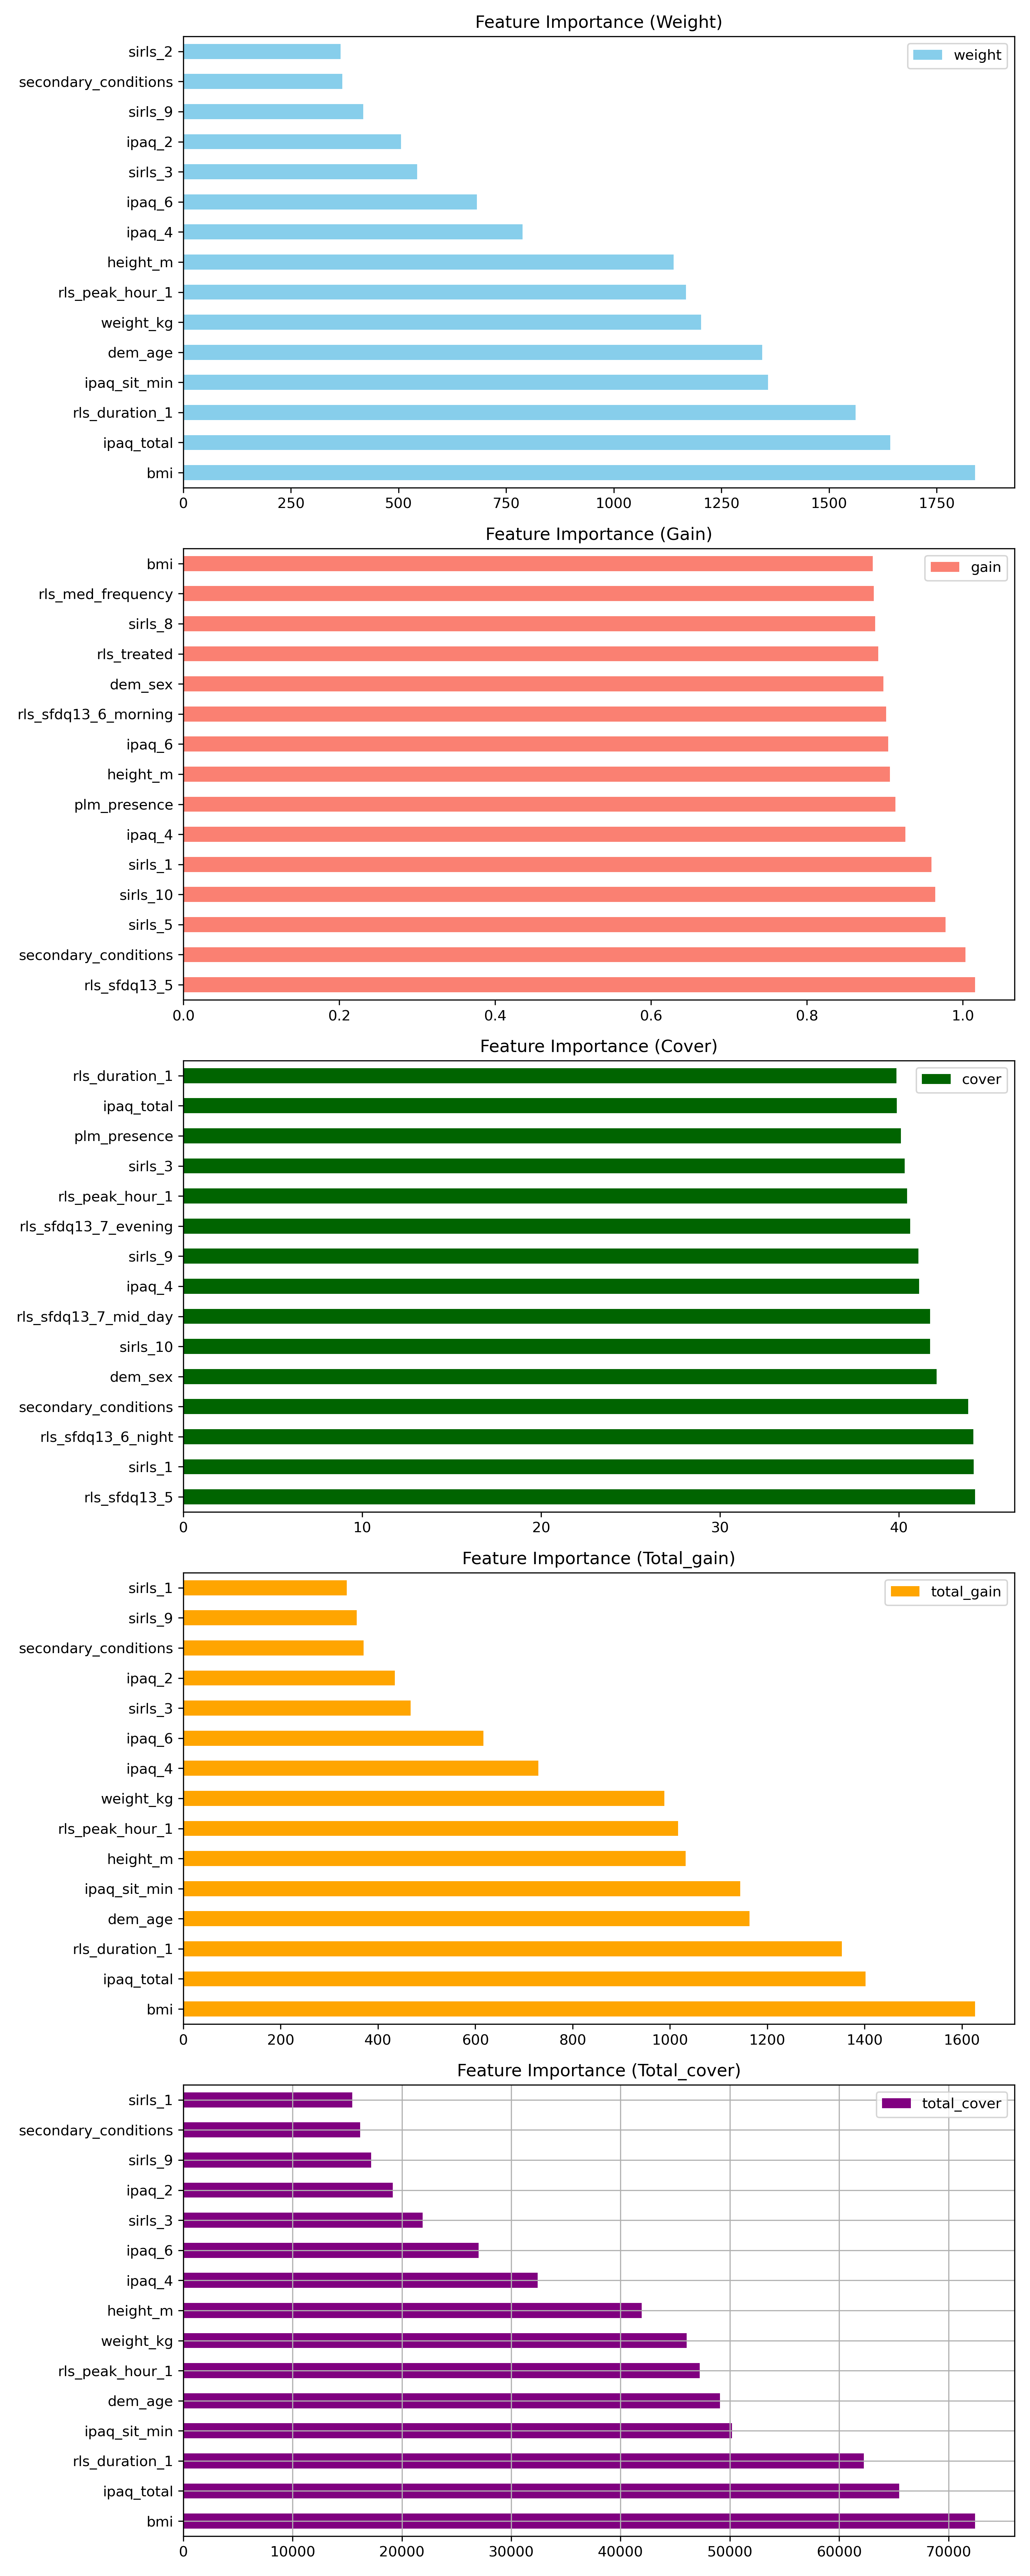 Feature Importance (Weight)
weight
sirls_2
secondary_conditions
sirls_9
ipaq_2
sirls_3
ipaq_6
ipaq_4
height_m
rls_peak_hour_1
weight_kg
dem_age
ipaq_sit_min
rls_duration_1
ipaq_total
bmi
0 250 500 750 1000 1250 1500 1750
Feature Importance (Gain)
gain
bmi
rls_med_frequency
sirls_8
rls_treated
dem_sex
rls_sfdq13_6_morning
ipaq_6
height_m
plm_presence
ipaq_4
sirls_1
sirls_10
sirls_5
secondary_conditions
rls_sfdq13_5
0.0 0.2 0.4 0.6 0.8 1.0
Feature Importance (Cover)
cover
rls_duration_1
ipaq_total
plm_presence
sirls_3
rls_peak_hour_1
rls_sfdq13_7_evening
sirls_9
ipaq_4
rls_sfdq13_7_mid_day
sirls_10
dem_sex
secondary_conditions
rls_sfdq13_6_night
sirls_1
rls_sfdq13_5
0 10 20 30 40
Feature Importance (Total_gain)
total_gain
sirls_1
sirls_9
secondary_conditions
ipaq_2
sirls_3
ipaq_6
ipaq_4
weight_kg
rls_peak_hour_1
height_m
ipaq_sit_min
dem_age
rls_duration_1
ipaq_total
bmi
0 200 400 600 800 1000 1200 1400 1600
Feature Importance (Total_cover)
total_cover
sirls_1
secondary_conditions
sirls_9
ipaq_2
sirls_3
ipaq_6
ipaq_4
height_m
weight_kg
rls_peak_hour_1
dem_age
ipaq_sit_min
rls_duration_1
ipaq_total
bmi
0 10000 20000 30000 40000 50000 60000 70000